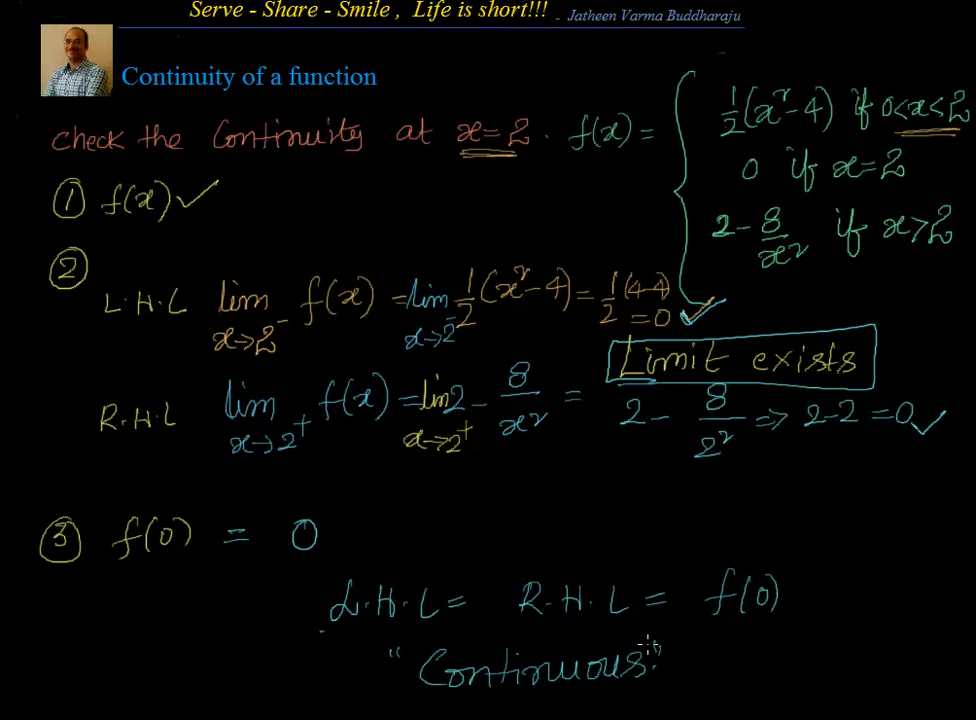 Serve - Share - Smile , Life is short!!! - Jatheen Varma Buddharaju
Continuity of a function
check the Continuity at x=2. f(x) = { 1/2(x²-4) if 0<x<2
0 if x=2
2 - 8/x² if x>2
① f(x) ✓
②
L.H.L lim x→2⁻ f(x) = lim x→2⁻ 1/2(x²-4) = 1/2(4-4) = 0 ✓
Limit exists
R.H.L lim x→2⁺ f(x) = lim x→2⁺ 2 - 8/x² = 2 - 8/2² => 2-2 = 0 ✓
③ f(0) = 0
L.H.L = R.H.L = f(0)
"Continuous"